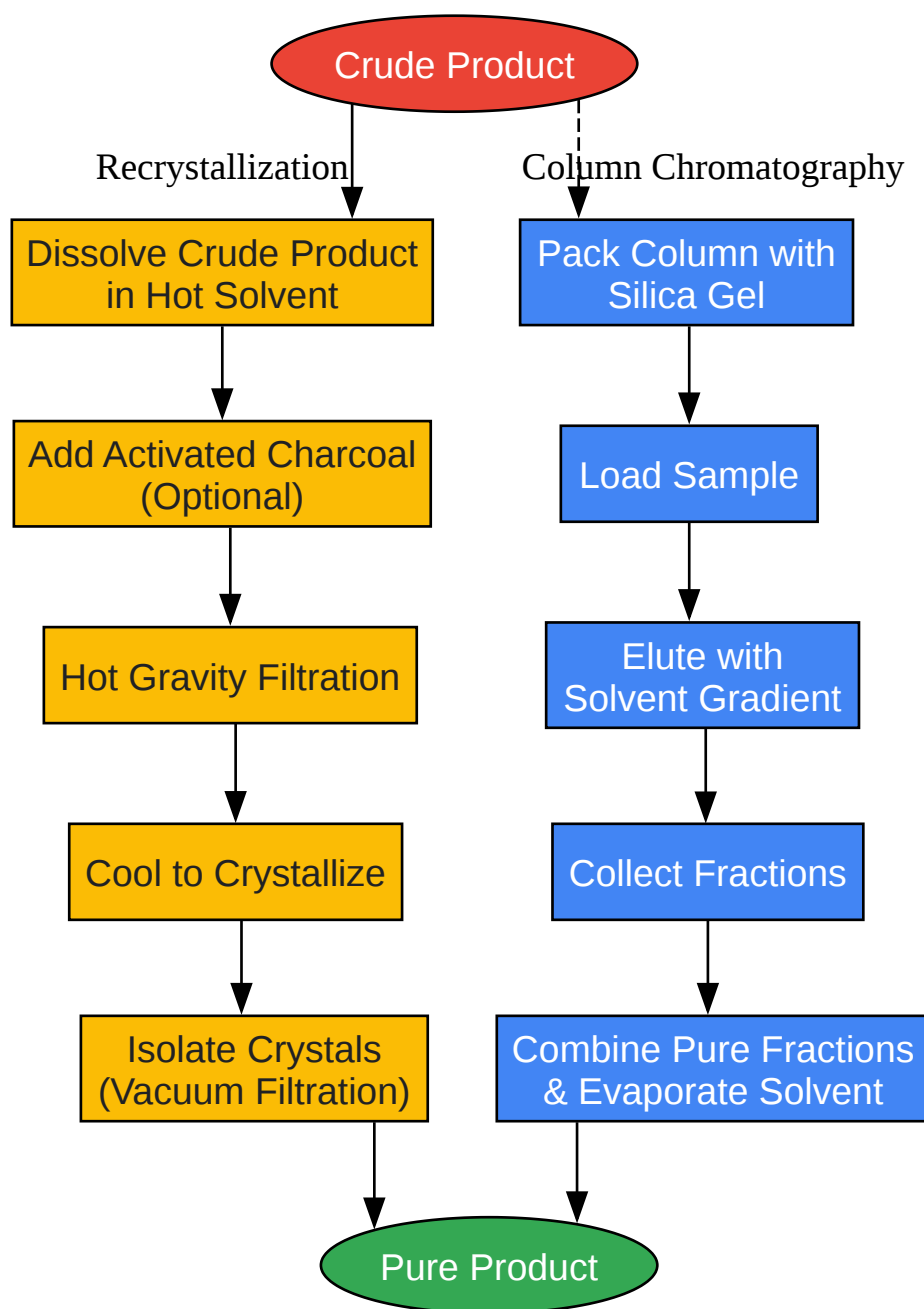 Crude Product
Recrystallization
Column Chromatography
Dissolve Crude Product
in Hot Solvent
Pack Column with
Silica Gel
Add Activated Charcoal
(Optional)
Load Sample
Hot Gravity Filtration
Elute with
Solvent Gradient
Cool to Crystallize
Collect Fractions
Isolate Crystals
(Vacuum Filtration)
Combine Pure Fractions
& Evaporate Solvent
Pure Product